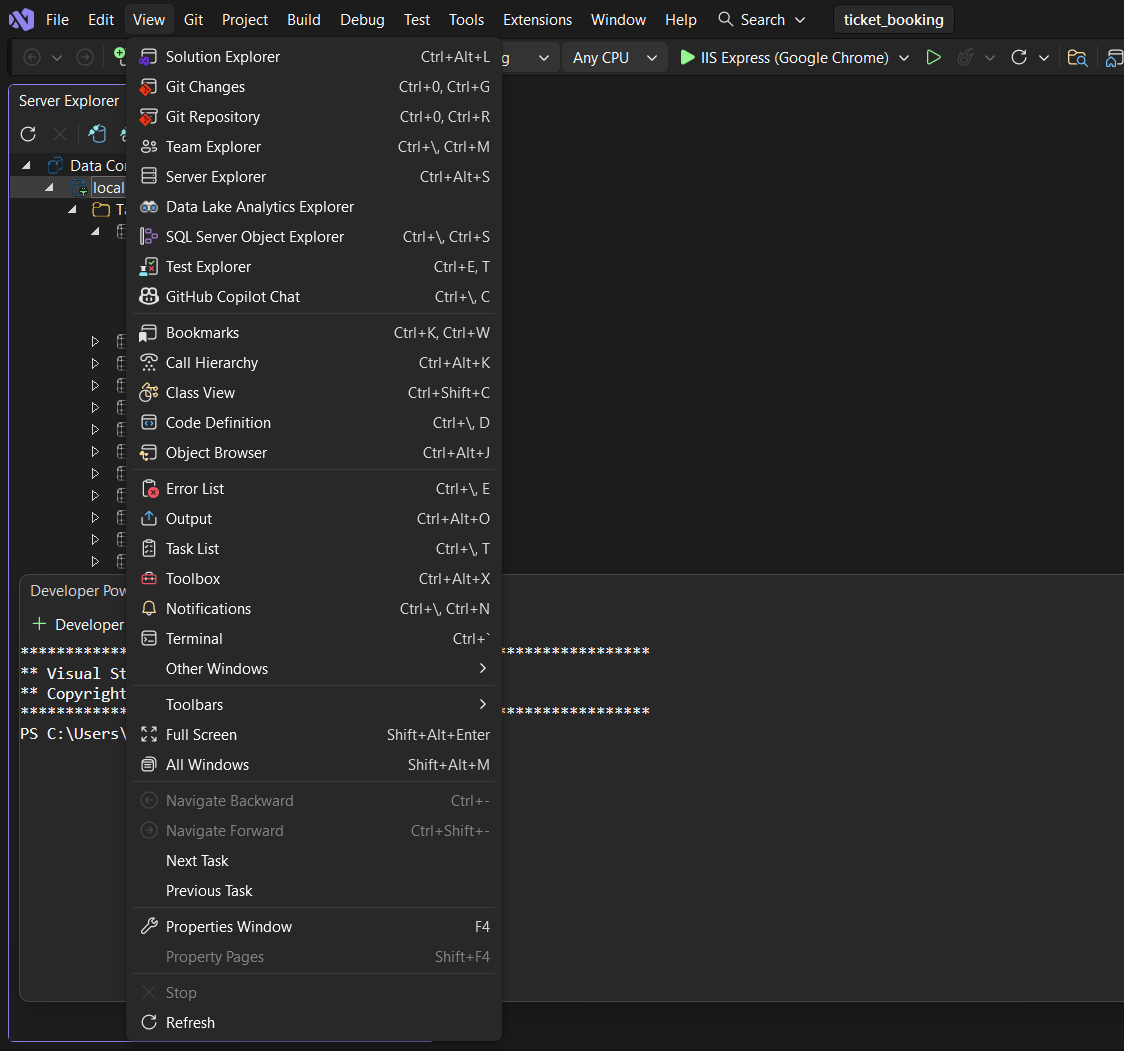 File Edit View Git Project Build Debug Test Tools Extensions Window Help Search ticket_booking
g Any CPU IIS Express (Google Chrome)
Server Explorer
Data Co
local
Ta
Solution Explorer Ctrl+Alt+L
Git Changes Ctrl+0, Ctrl+G
Git Repository Ctrl+0, Ctrl+R
Team Explorer Ctrl+\, Ctrl+M
Server Explorer Ctrl+Alt+S
Data Lake Analytics Explorer
SQL Server Object Explorer Ctrl+\, Ctrl+S
Test Explorer Ctrl+E, T
GitHub Copilot Chat Ctrl+\, C
Bookmarks Ctrl+K, Ctrl+W
Call Hierarchy Ctrl+Alt+K
Class View Ctrl+Shift+C
Code Definition Ctrl+\, D
Object Browser Ctrl+Alt+J
Error List Ctrl+\, E
Output Ctrl+Alt+O
Task List Ctrl+\, T
Toolbox Ctrl+Alt+X
Notifications Ctrl+\, Ctrl+N
Terminal Ctrl+`
Other Windows
Toolbars
Full Screen Shift+Alt+Enter
All Windows Shift+Alt+M
Navigate Backward Ctrl+-
Navigate Forward Ctrl+Shift+-
Next Task
Previous Task
Properties Window F4
Property Pages Shift+F4
Stop
Refresh
Developer Pow
+ Developer
** Visual St
** Copyright
PS C:\Users\